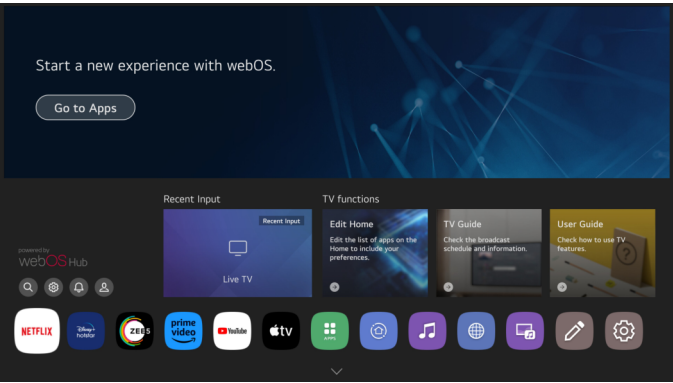 Start a new experience with webOS.
Go to Apps
Recent Input
TV functions
Recent Input
Live TV
Edit Home
Edit the list of apps on the
Home to include your
preferences.
TV Guide
Check the broadcast
schedule and information.
User Guide
Check how to use TV
features.
powered by
webOS Hub
NETFLIX
Disney+
hotstar
ZEE5
prime
video
YouTube
tv
APPS